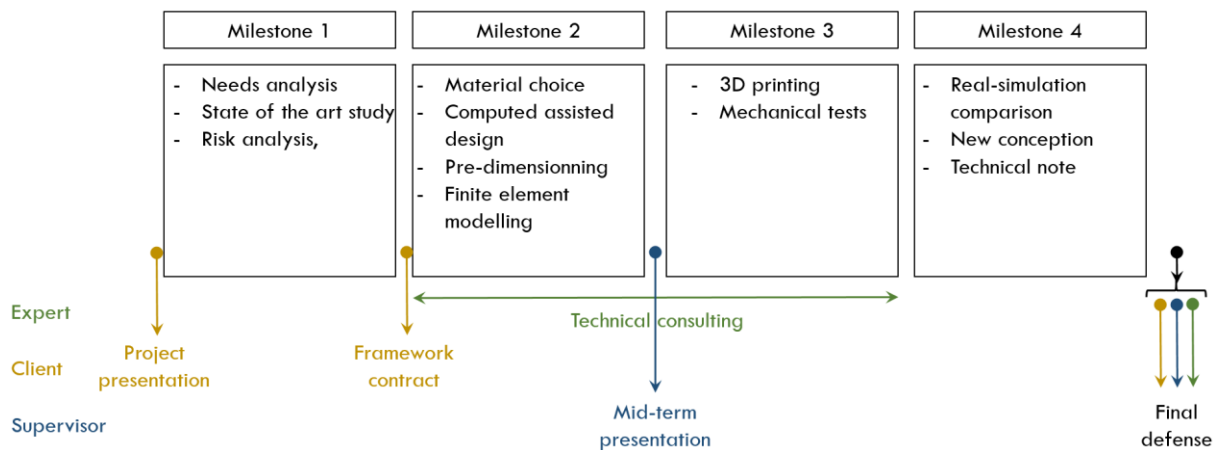 Milestone 1
Milestone 2
Milestone 3
Milestone 4
- Needs analysis
- State of the art study
- Risk analysis,
- Material choice
- Computed assisted
design
- Pre-dimensionning
- Finite element
modelling
- 3D printing
- Mechanical tests
- Real-simulation
comparison
- New conception
- Technical note
Expert
Technical consulting
Client
Project
presentation
Framework
contract
Supervisor
Mid-term
presentation
Final
defense